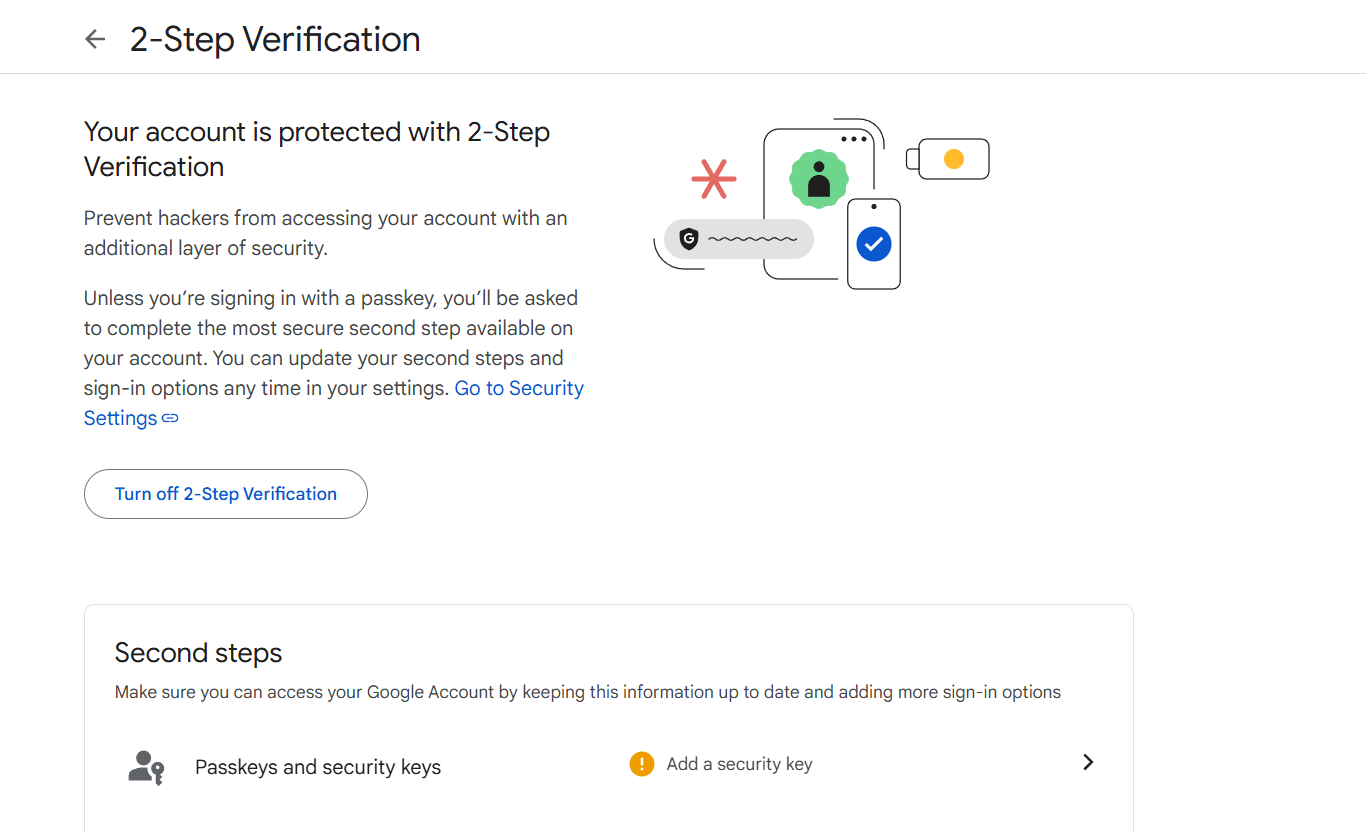 2-Step Verification
Your account is protected with 2-Step
Verification
Prevent hackers from accessing your account with an
additional layer of security.
Unless you’re signing in with a passkey, you’ll be asked
to complete the most secure second step available on
your account. You can update your second steps and
sign-in options any time in your settings. Go to Security
Settings
Turn off 2-Step Verification
Second steps
Make sure you can access your Google Account by keeping this information up to date and adding more sign-in options
Passkeys and security keys
Add a security key